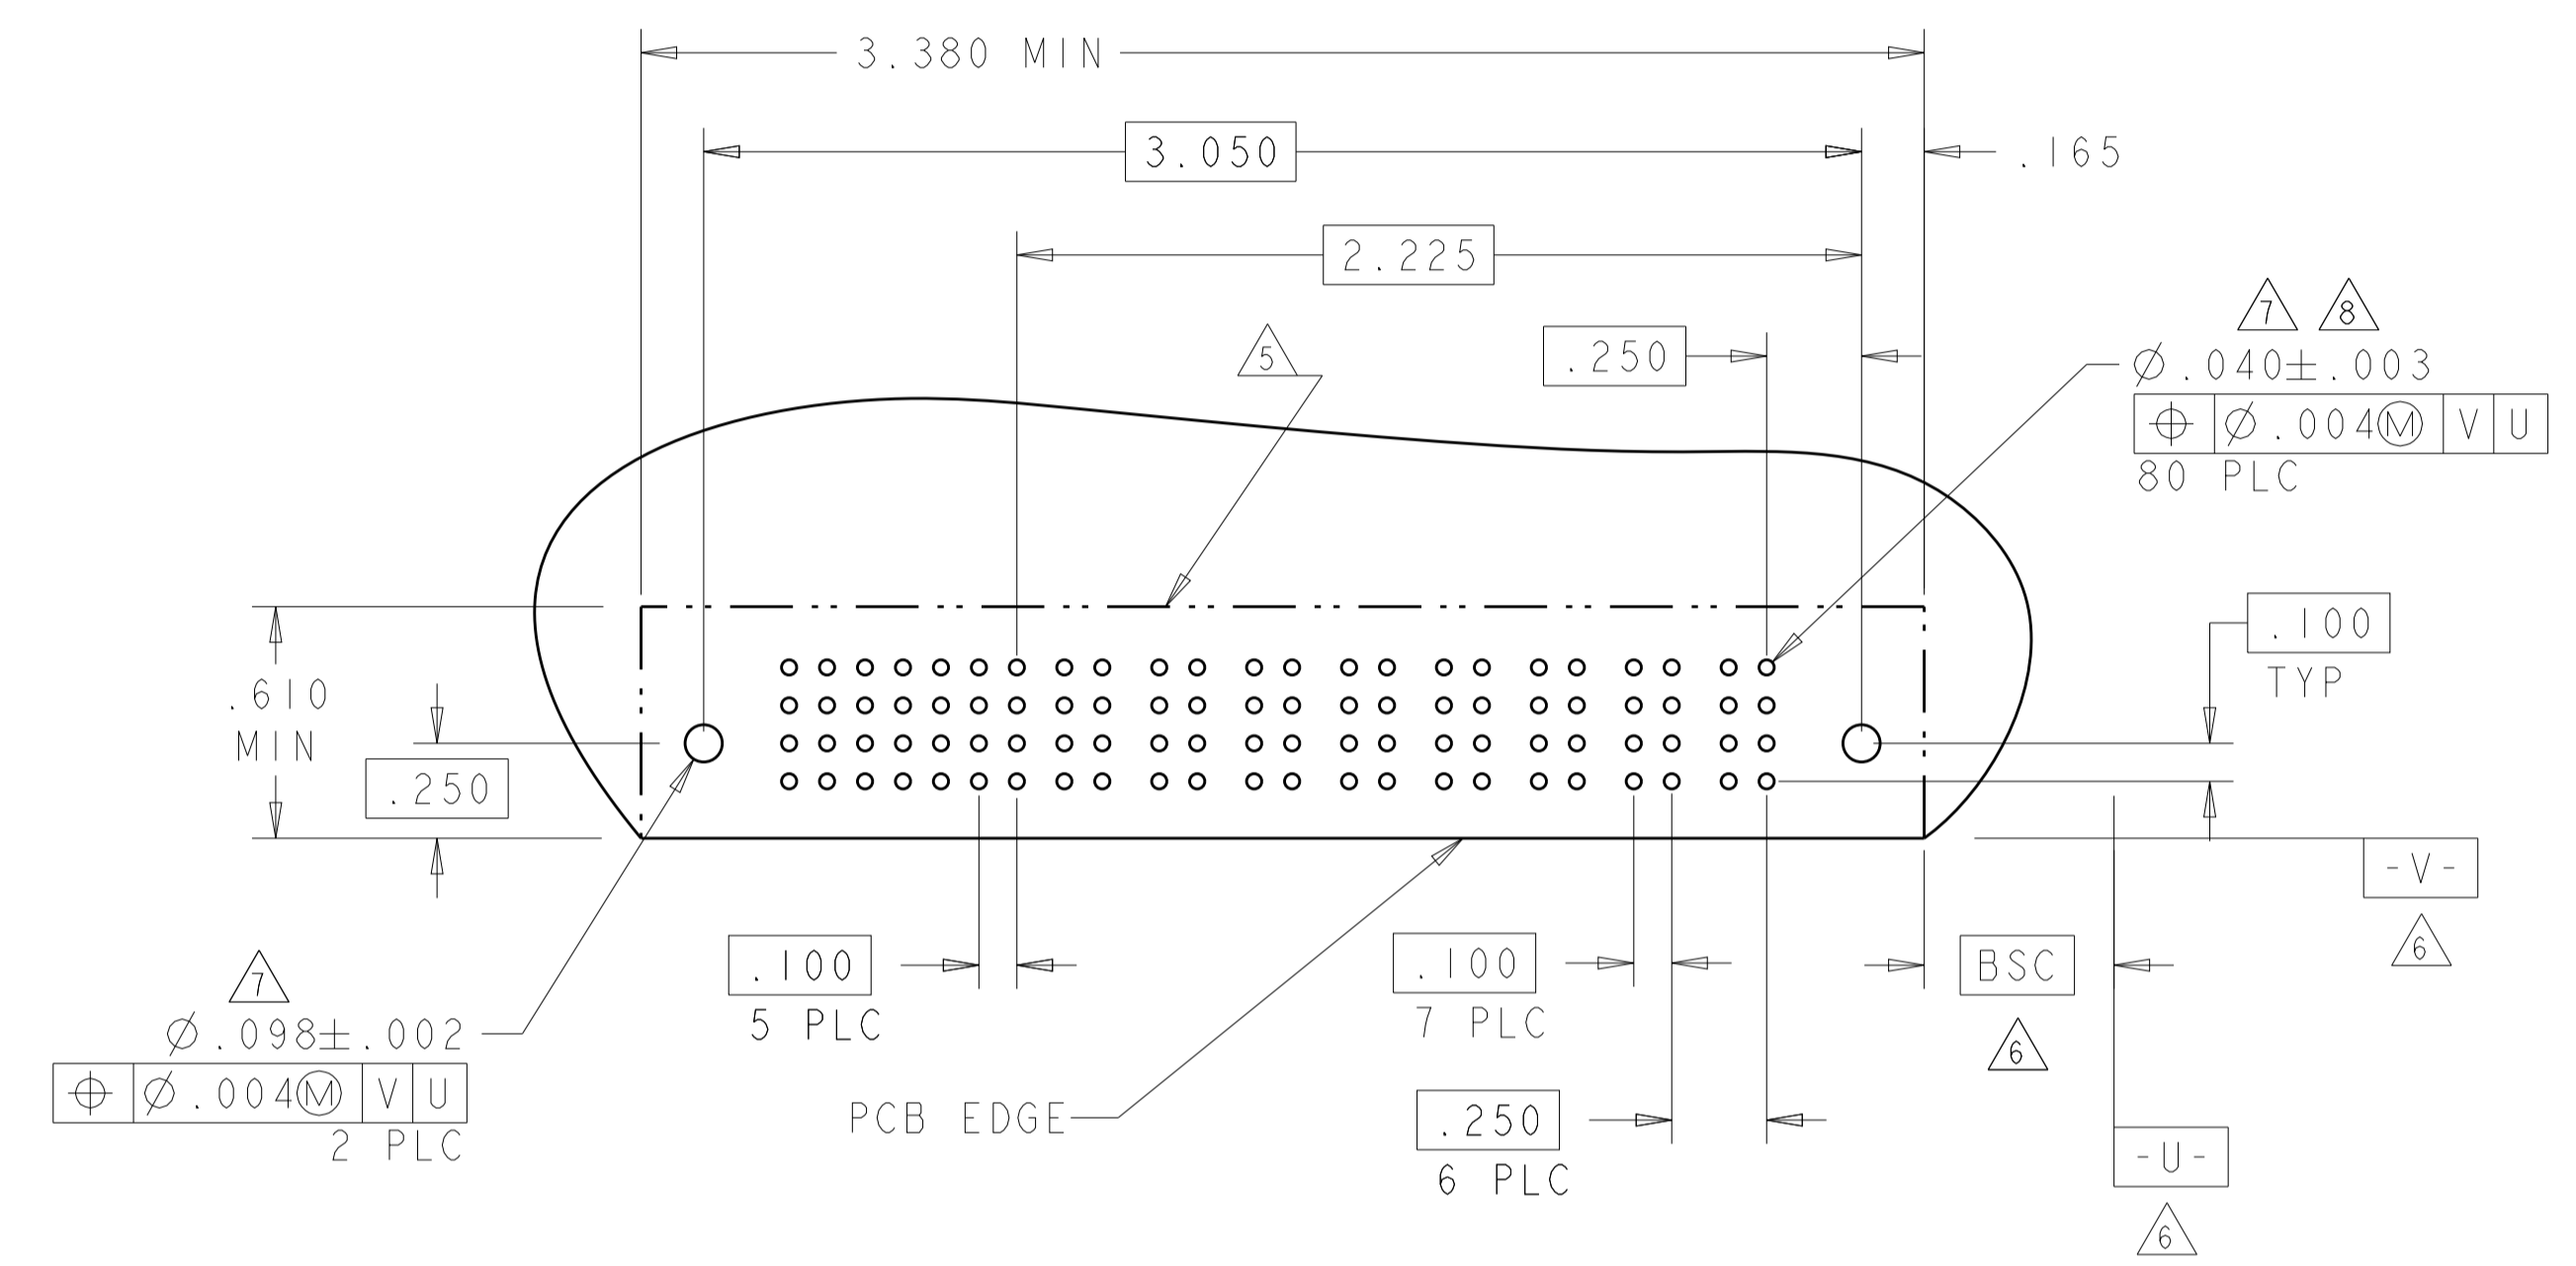 3.380 MIN
3.050
.165
2.225
7 8
5
.250
Ø.040±.003
⌖ Ø.004Ⓜ V U
80 PLC
.100
TYP
.610
MIN
.250
-V-
6
.100
5 PLC
.100
7 PLC
BSC
6
7
Ø.098±.002
⌖ Ø.004Ⓜ V U
2 PLC
PCB EDGE
.250
6 PLC
-U-
6